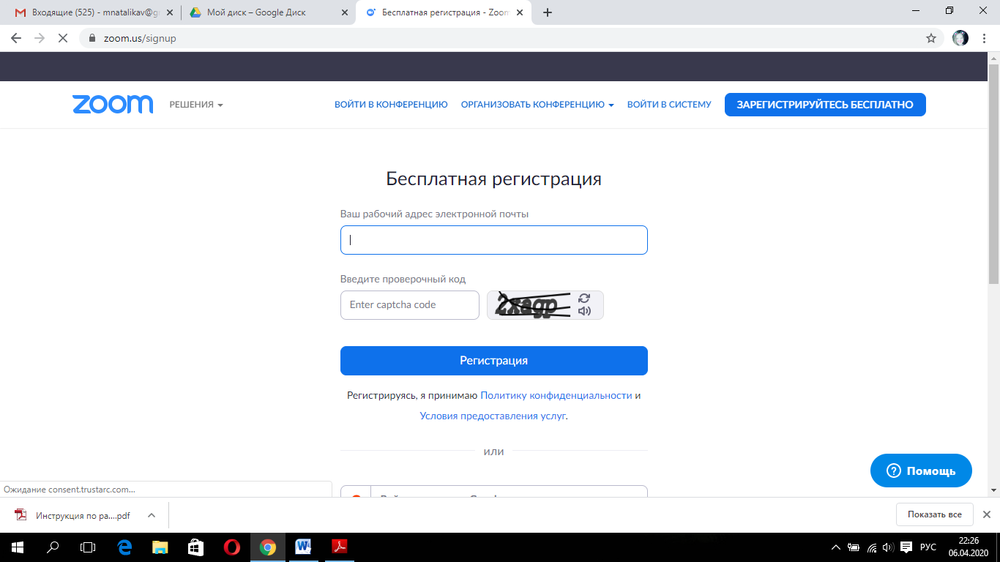 Входящие (525) - mnatalikav@g
Мой диск – Google Диск
Бесплатная регистрация - Zoom
zoom.us/signup
zoom
РЕШЕНИЯ
ВОЙТИ В КОНФЕРЕНЦИЮ
ОРГАНИЗОВАТЬ КОНФЕРЕНЦИЮ
ВОЙТИ В СИСТЕМУ
ЗАРЕГИСТРИРУЙТЕСЬ БЕСПЛАТНО
Бесплатная регистрация
Ваш рабочий адрес электронной почты
Введите проверочный код
Enter captcha code
2xagp
Регистрация
Регистрируясь, я принимаю Политику конфиденциальности и
Условия предоставления услуг.
или
Помощь
Ожидание consent.trustarc.com...
Инструкция по ра....pdf
Показать все
РУС
22:26
06.04.2020